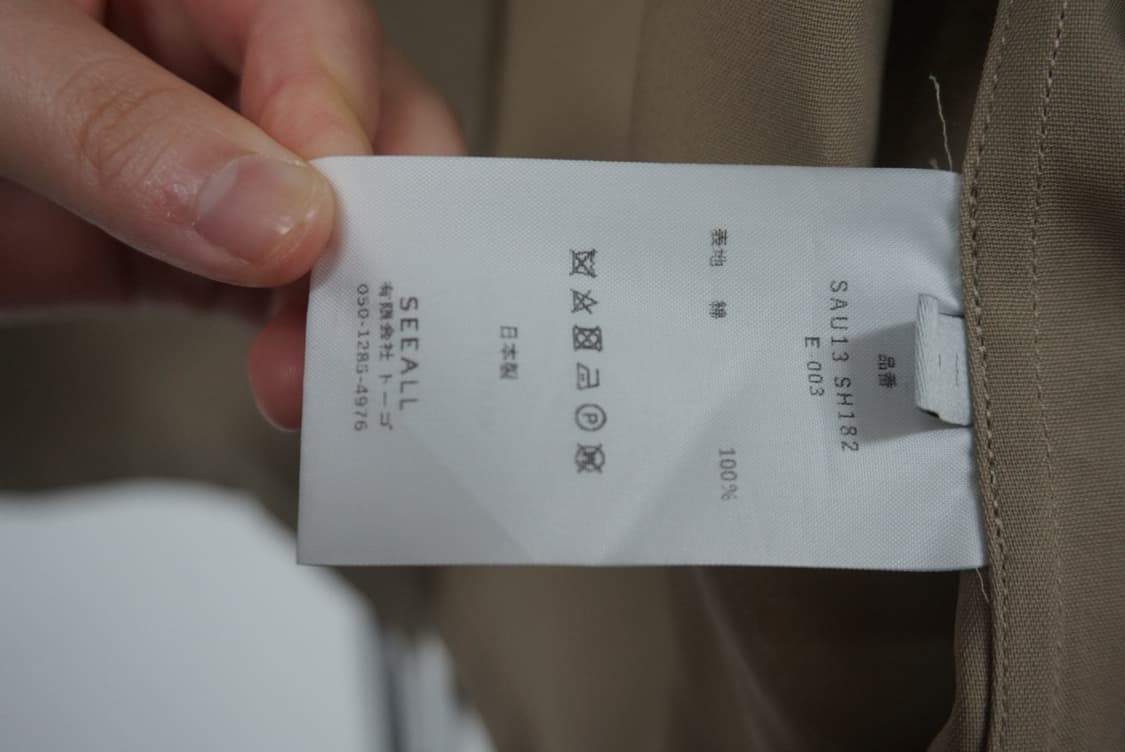 品番
SAU13 SH182
E 003
表地 綿 100%
日本製
SEEALL
有限会社 トーゴ
050-1285-4976